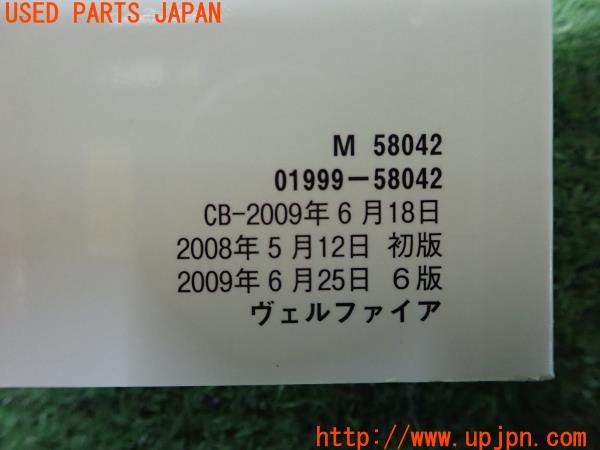 USED PARTS JAPAN
M 58042
01999-58042
CB-2009年6月18日
2008年5月12日 初版
2009年6月25日 6版
ヴェルファイア
http://www.upjpn.com